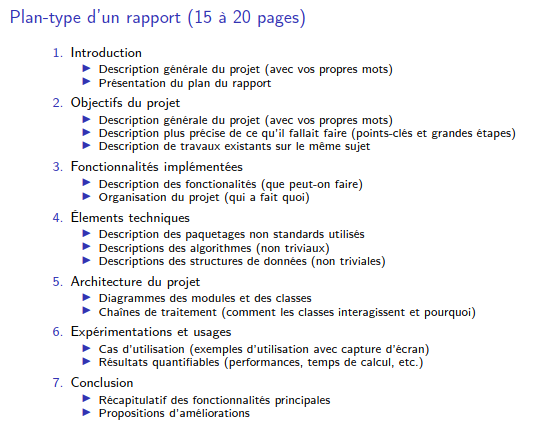 Plan-type d'un rapport (15 à 20 pages)
1. Introduction
▶ Description générale du projet (avec vos propres mots)
▶ Présentation du plan du rapport
2. Objectifs du projet
▶ Description générale du projet (avec vos propres mots)
▶ Description plus précise de ce qu'il fallait faire (points-clés et grandes étapes)
▶ Description de travaux existants sur le même sujet
3. Fonctionnalités implémentées
▶ Description des fonctionalités (que peut-on faire)
▶ Organisation du projet (qui a fait quoi)
4. Élements techniques
▶ Description des paquetages non standards utilisés
▶ Descriptions des algorithmes (non triviaux)
▶ Descriptions des structures de données (non triviales)
5. Architecture du projet
▶ Diagrammes des modules et des classes
▶ Chaînes de traitement (comment les classes interagissent et pourquoi)
6. Expérimentations et usages
▶ Cas d'utilisation (exemples d'utilisation avec capture d'écran)
▶ Résultats quantifiables (performances, temps de calcul, etc.)
7. Conclusion
▶ Récapitulatif des fonctionnalités principales
▶ Propositions d'améliorations